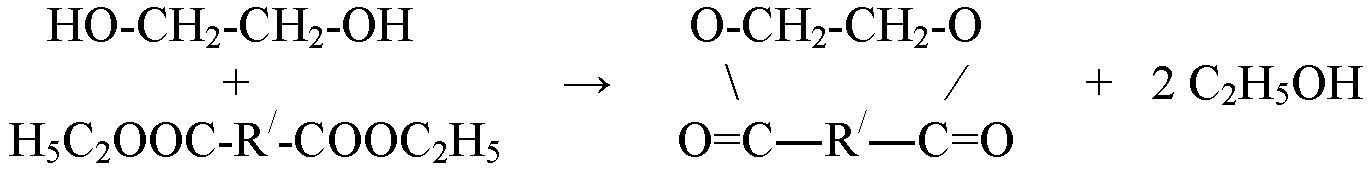 HO-CH₂-CH₂-OH O-CH₂-CH₂-O
+ → \ / + 2 C₂H₅OH
H₅C₂OOC-R/-COOC₂H₅ O=C—R/—C=O